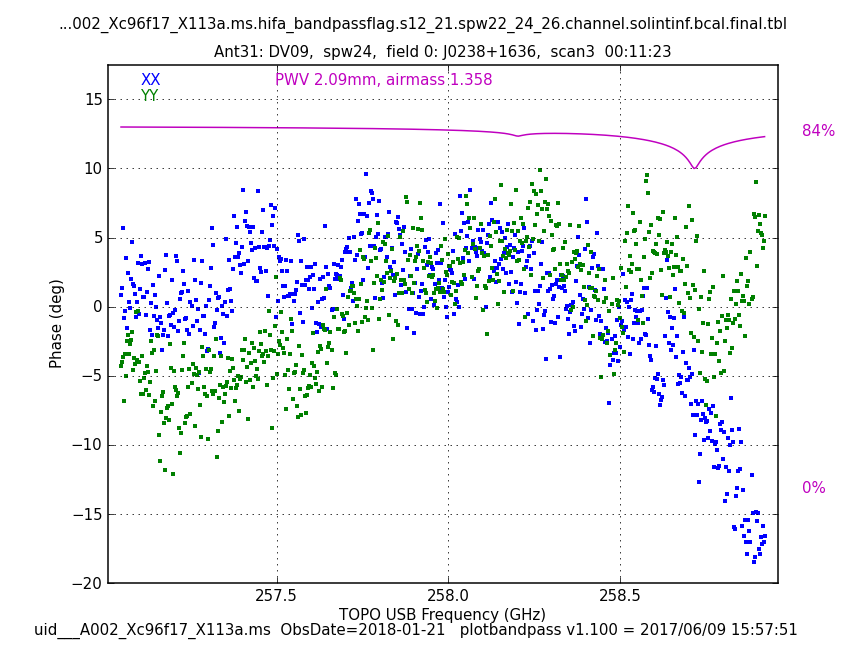 ...002_Xc96f17_X113a.ms.hifa_bandpassflag.s12_21.spw22_24_26.channel.solintinf.bcal.final.tbl
Ant31: DV09, spw24, field 0: J0238+1636, scan3 00:11:23
XX
PWV 2.09mm, airmass 1.358
YY
15
84%
10
5
0
−5
−10
0%
−15
−20
Phase (deg)
257.5
258.0
258.5
TOPO USB Frequency (GHz)
uid___A002_Xc96f17_X113a.ms ObsDate=2018-01-21 plotbandpass v1.100 = 2017/06/09 15:57:51